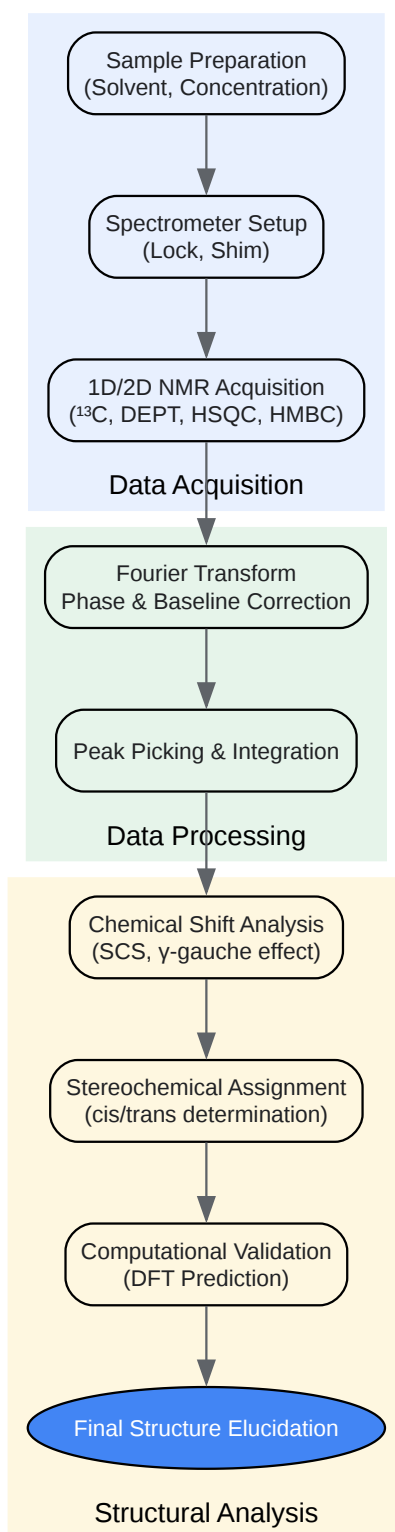 Sample Preparation
(Solvent, Concentration)
Spectrometer Setup
(Lock, Shim)
1D/2D NMR Acquisition
(¹³C, DEPT, HSQC, HMBC)
Data Acquisition
Fourier Transform
Phase & Baseline Correction
Peak Picking & Integration
Data Processing
Chemical Shift Analysis
(SCS, γ-gauche effect)
Stereochemical Assignment
(cis/trans determination)
Computational Validation
(DFT Prediction)
Final Structure Elucidation
Structural Analysis